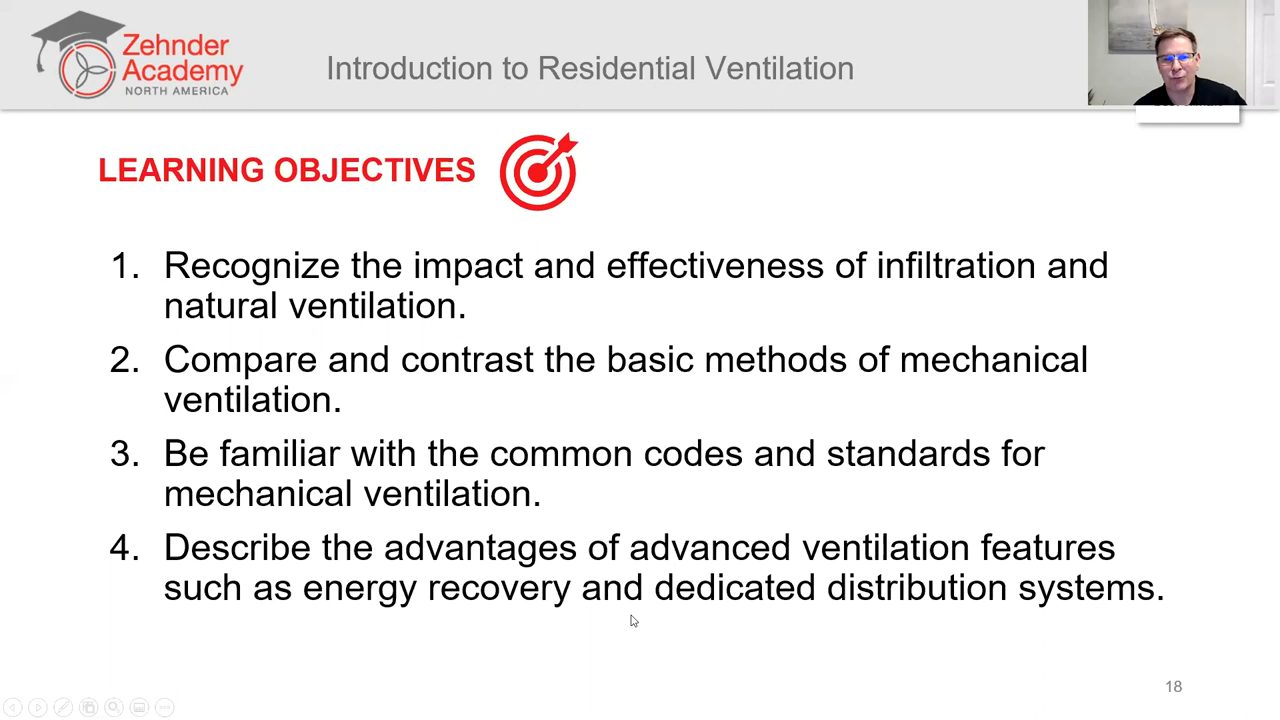 Zehnder
Academy
NORTH AMERICA
Introduction to Residential Ventilation
LEARNING OBJECTIVES
1. Recognize the impact and effectiveness of infiltration and
natural ventilation.
2. Compare and contrast the basic methods of mechanical
ventilation.
3. Be familiar with the common codes and standards for
mechanical ventilation.
4. Describe the advantages of advanced ventilation features
such as energy recovery and dedicated distribution systems.
18